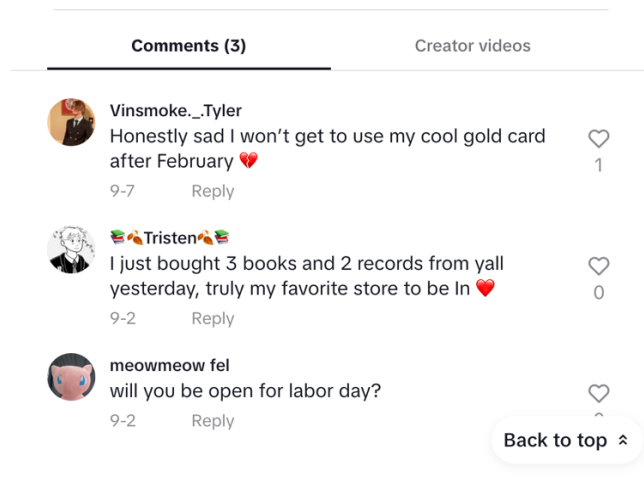 Comments (3)
Creator videos
Vinsmoke._.Tyler
Honestly sad I won't get to use my cool gold card
after February 💔
1
9-7 Reply
📚🍂Tristen🍂📚
I just bought 3 books and 2 records from yall
yesterday, truly my favorite store to be In ❤️
0
9-2 Reply
meowmeow fel
will you be open for labor day?
9-2 Reply
Back to top